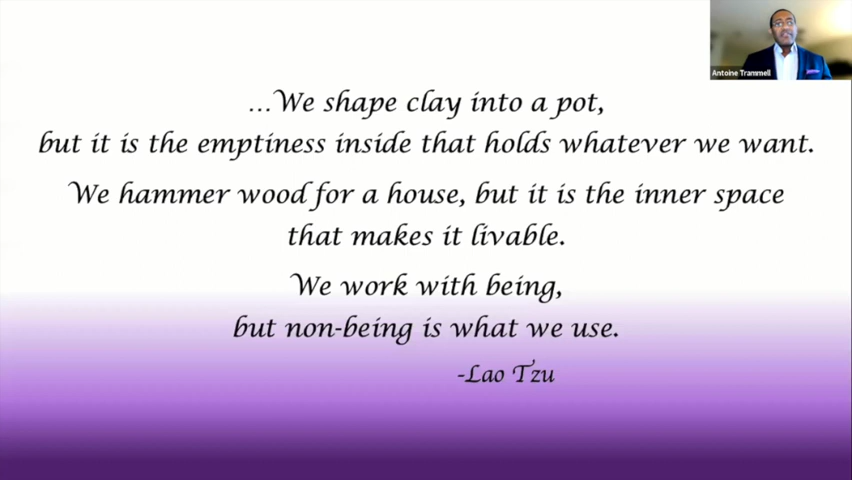 Antoine Trammell
...We shape clay into a pot,
but it is the emptiness inside that holds whatever we want.
We hammer wood for a house, but it is the inner space
that makes it livable.
We work with being,
but non-being is what we use.
-Lao Tzu